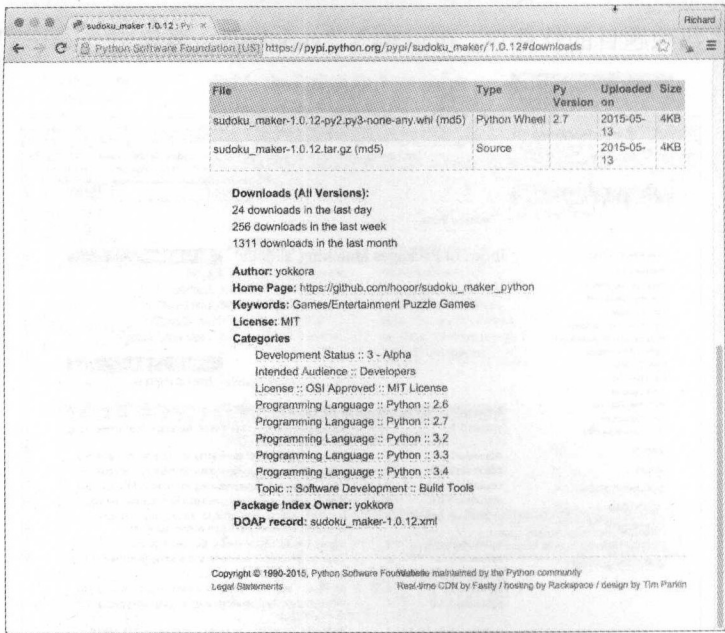 sudoku_maker 1.0.12 : Py
Richard
Python Software Foundation [US] https://pypi.python.org/pypi/sudoku_maker/1.0.12#downloads
File Type Py Version Uploaded on Size
sudoku_maker-1.0.12-py2.py3-none-any.whl (md5) Python Wheel 2.7 2015-05-13 4KB
sudoku_maker-1.0.12.tar.gz (md5) Source 2015-05-13 4KB
Downloads (All Versions):
24 downloads in the last day
256 downloads in the last week
1311 downloads in the last month
Author: yokkora
Home Page: https://github.com/hooor/sudoku_maker_python
Keywords: Games/Entertainment Puzzle Games
License: MIT
Categories
Development Status :: 3 - Alpha
Intended Audience :: Developers
License :: OSI Approved :: MIT License
Programming Language :: Python :: 2.6
Programming Language :: Python :: 2.7
Programming Language :: Python :: 3.2
Programming Language :: Python :: 3.3
Programming Language :: Python :: 3.4
Topic :: Software Development :: Build Tools
Package Index Owner: yokkora
DOAP record: sudoku_maker-1.0.12.xml
Copyright © 1990-2015, Python Software Foundation
Website maintained by the Python community
Legal Statements
Real-time CDN by Fastly / hosting by Rackspace / design by Tim Parkin